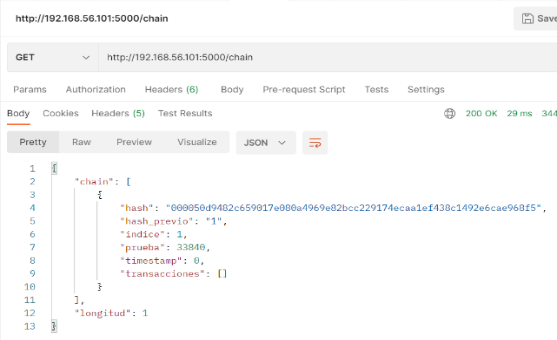 http://192.168.56.101:5000/chain
Save
GET http://192.168.56.101:5000/chain
Params Authorization Headers (6) Body Pre-request Script Tests Settings
Body Cookies Headers (5) Test Results 200 OK 29 ms 344
Pretty Raw Preview Visualize JSON
1 {
2 "chain": [
3 {
4 "hash": "000050d9482c659017e080a4969e82bcc229174ecaa1ef438c1492e6cae968f5",
5 "hash_previo": "1",
6 "indice": 1,
7 "prueba": 33840,
8 "timestamp": 0,
9 "transacciones": []
10 }
11 ],
12 "longitud": 1
13 }